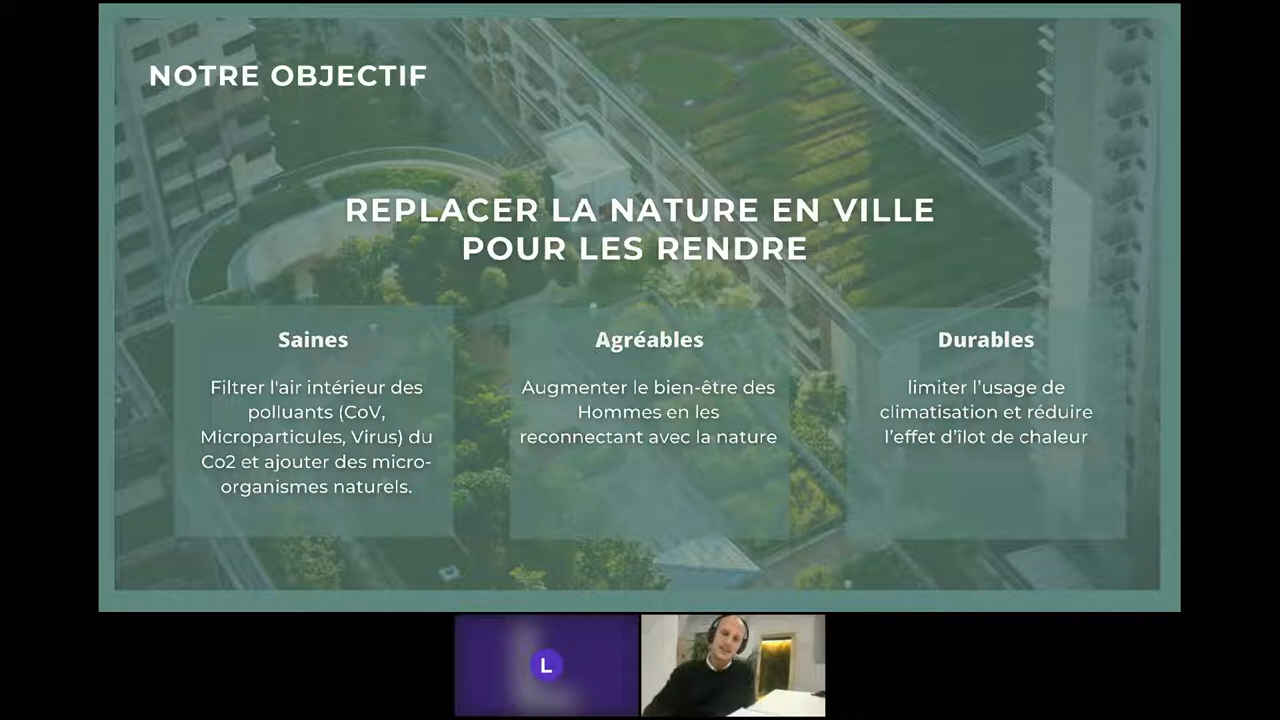 NOTRE OBJECTIF
REPLACER LA NATURE EN VILLE
POUR LES RENDRE
Saines
Filtrer l'air intérieur des
polluants (CoV,
Microparticules, Virus) du
Co2 et ajouter des micro-
organismes naturels.
Agréables
Augmenter le bien-être des
Hommes en les
reconnectant avec la nature
Durables
limiter l’usage de
climatisation et réduire
l’effet d’îlot de chaleur
L